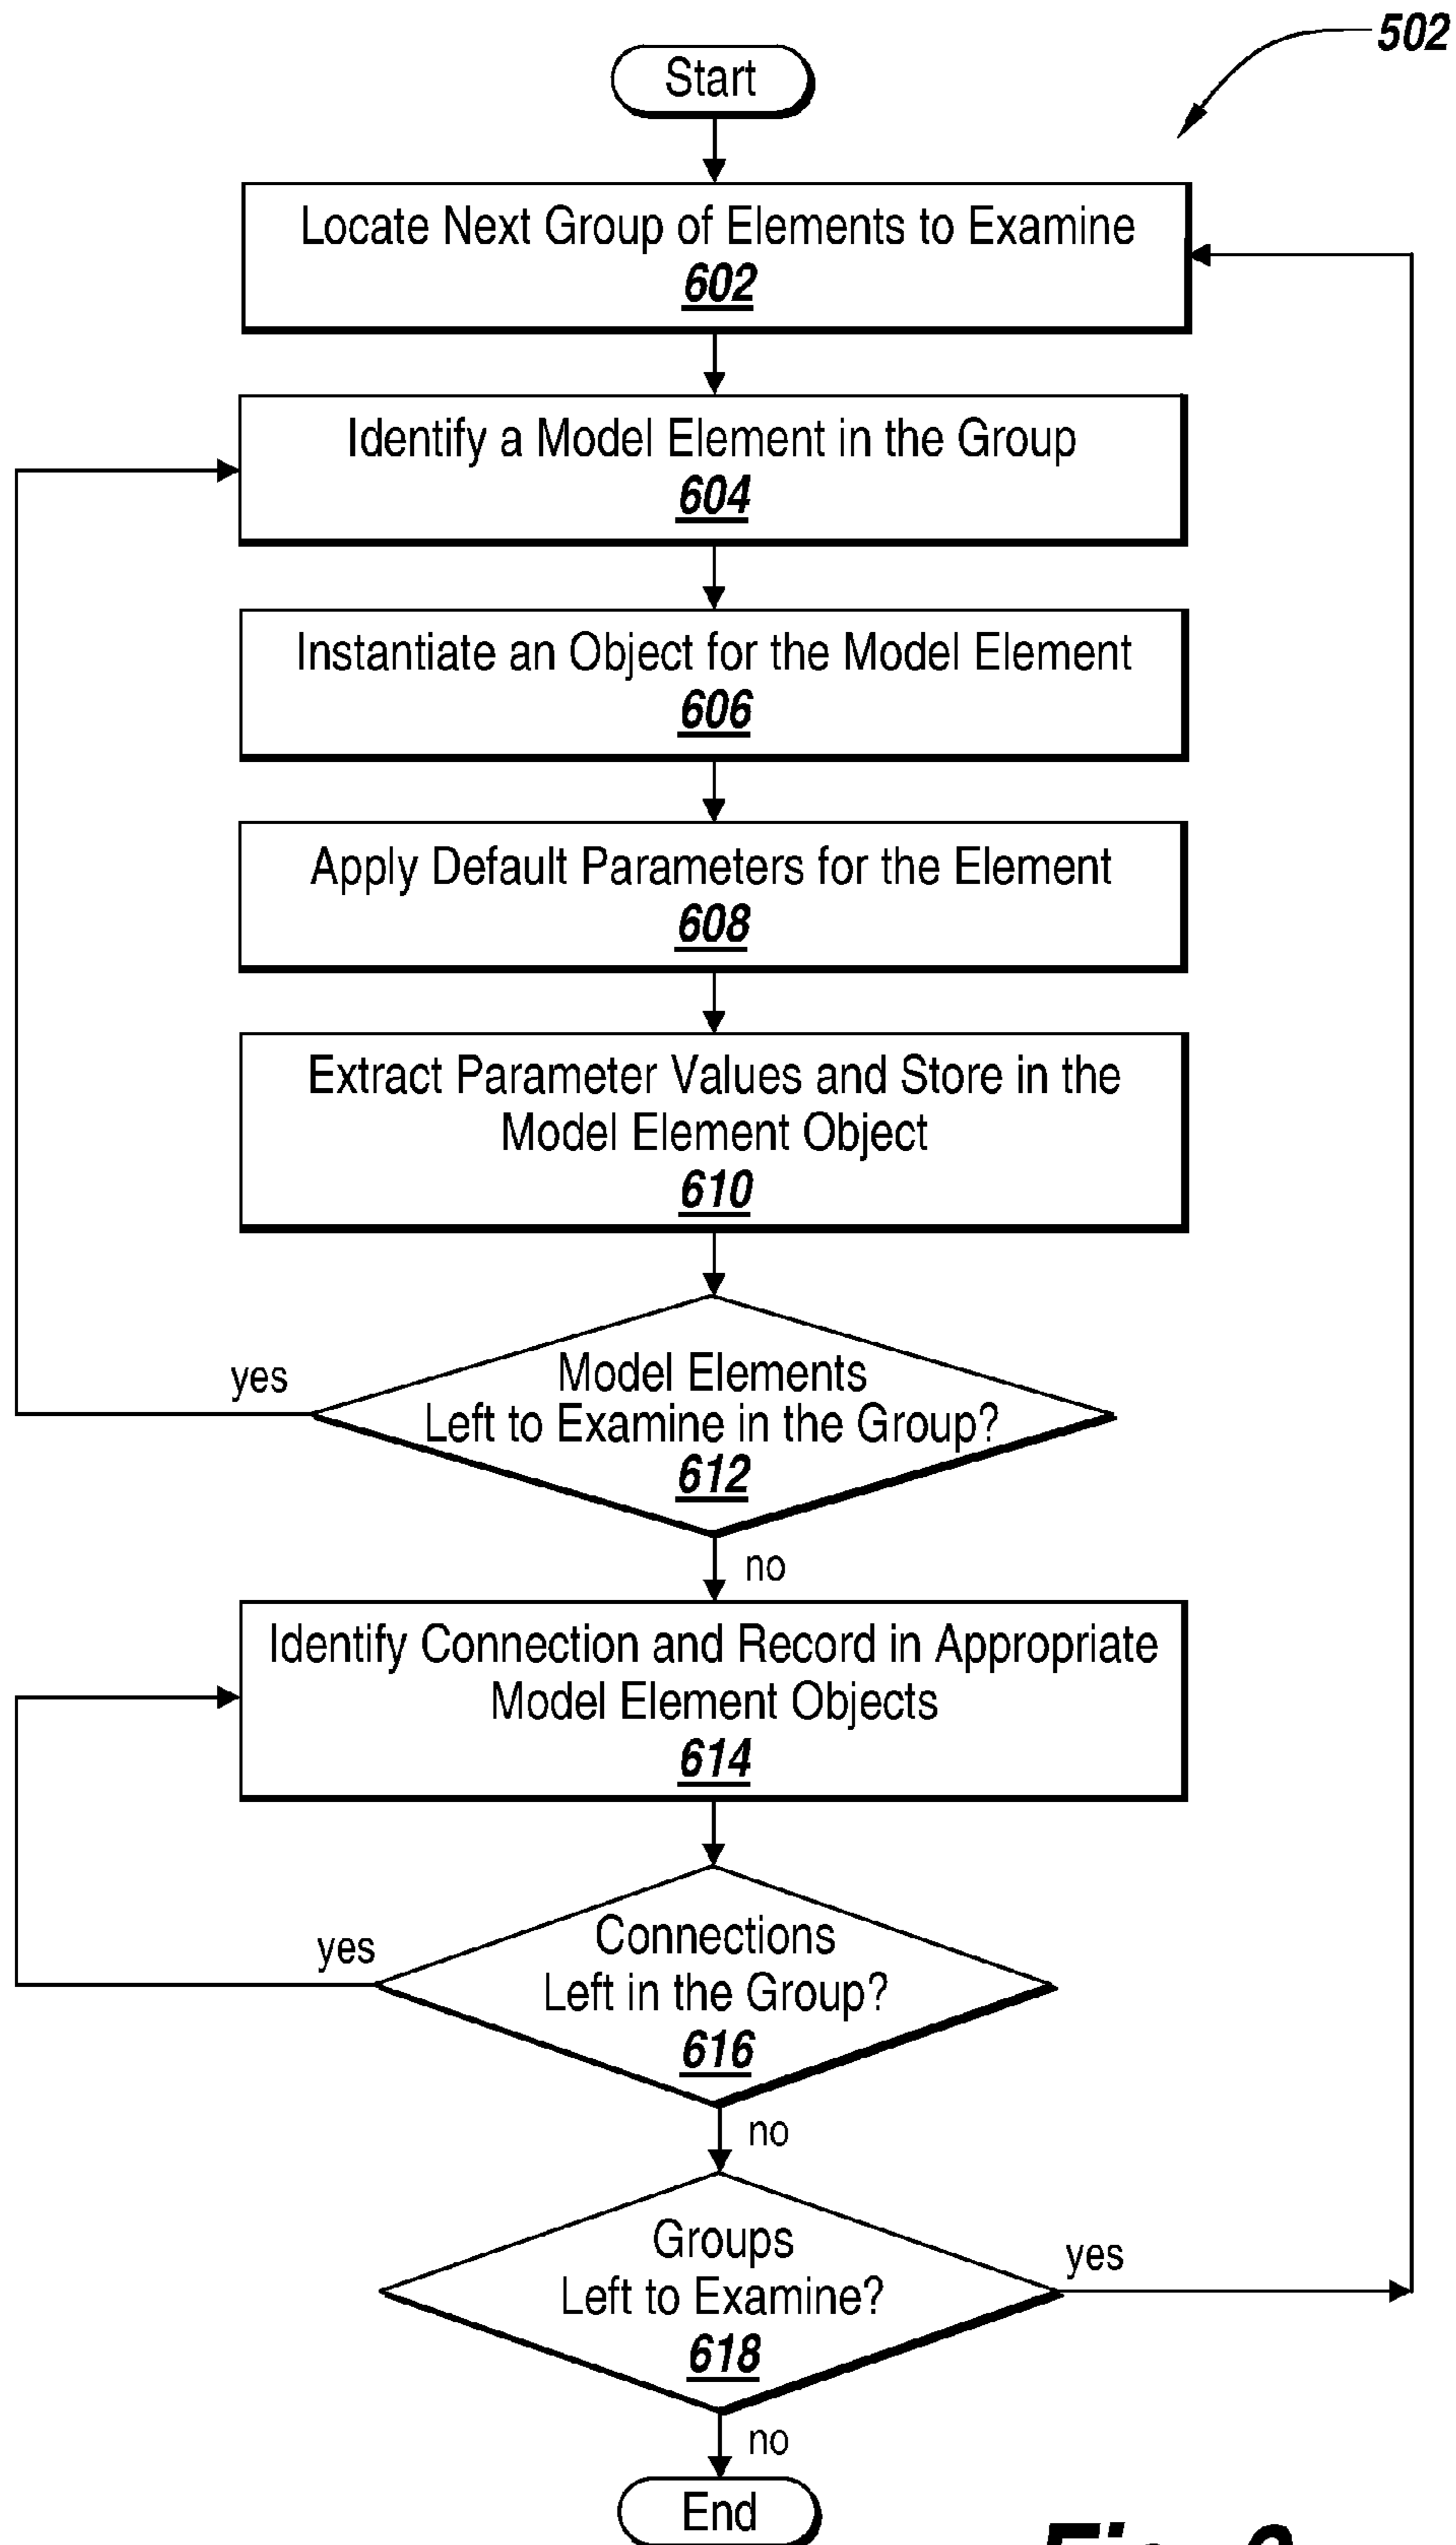 502
Start
Locate Next Group of Elements to Examine
602
Identify a Model Element in the Group
604
Instantiate an Object for the Model Element
606
Apply Default Parameters for the Element
608
Extract Parameter Values and Store in the
Model Element Object
610
yes
Model Elements
Left to Examine in the Group?
612
no
Identify Connection and Record in Appropriate
Model Element Objects
614
yes
Connections
Left in the Group?
616
no
Groups
Left to Examine?
618
yes
no
End